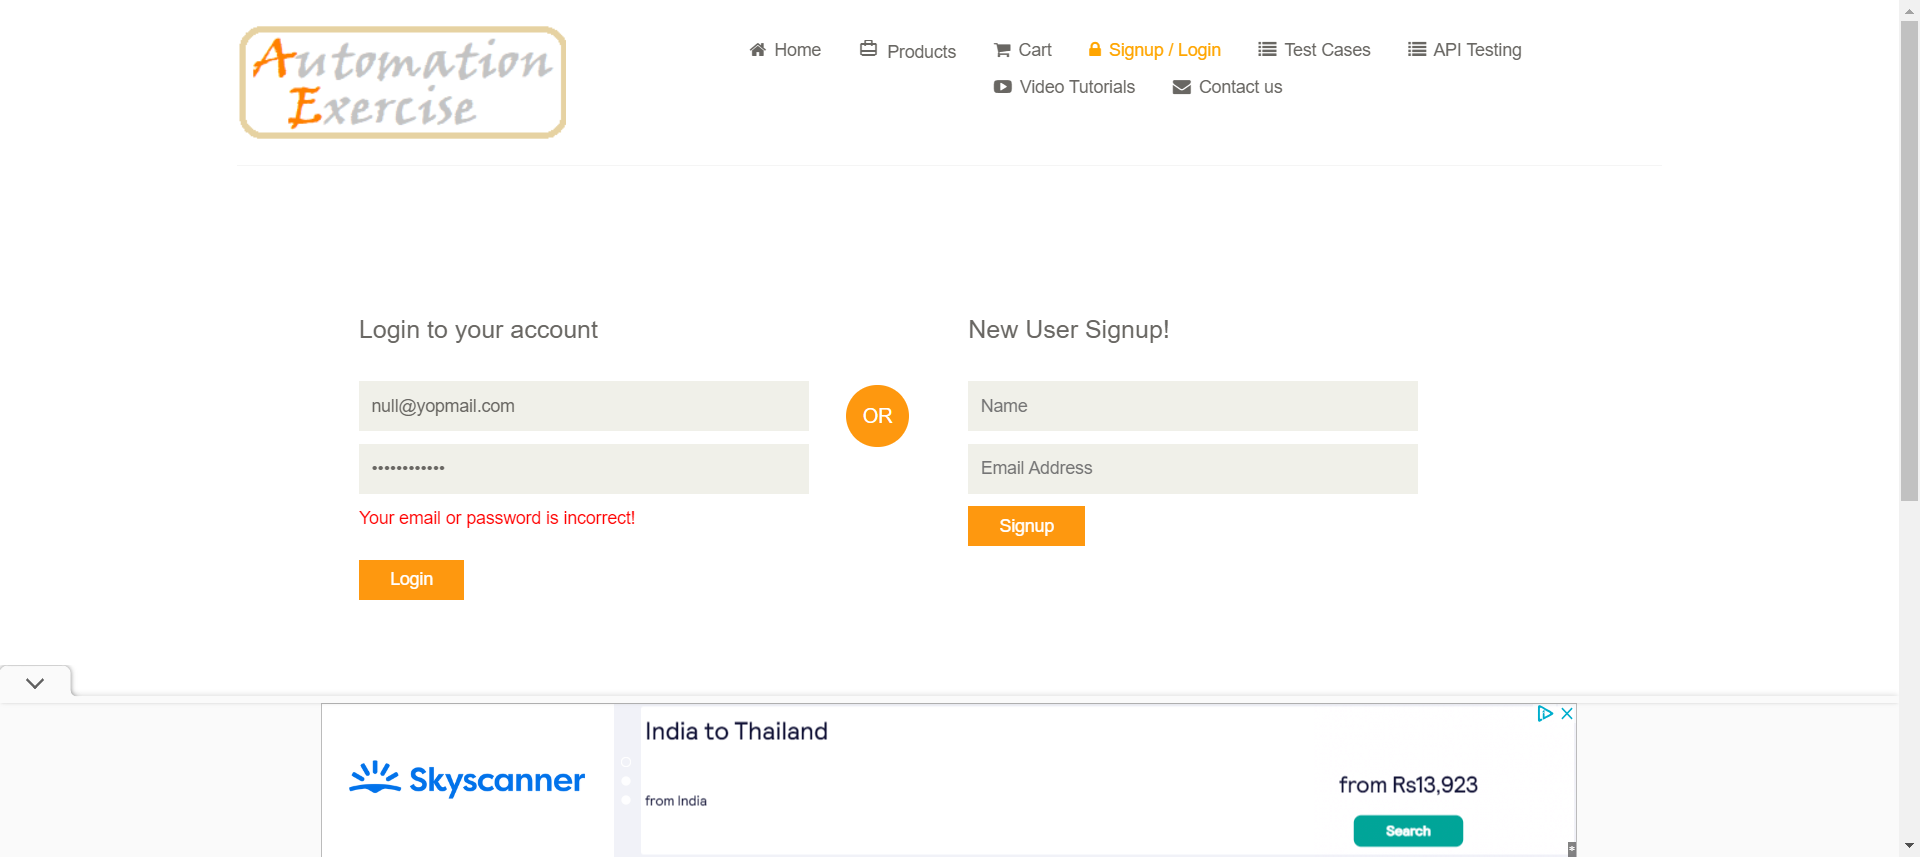 Automation
Exercise
Home
Products
Cart
Signup / Login
Test Cases
API Testing
Video Tutorials
Contact us
Login to your account
null@yopmail.com
••••••••••••
Your email or password is incorrect!
Login
OR
New User Signup!
Name
Email Address
Signup
Skyscanner
India to Thailand
from India
from Rs13,923
Search